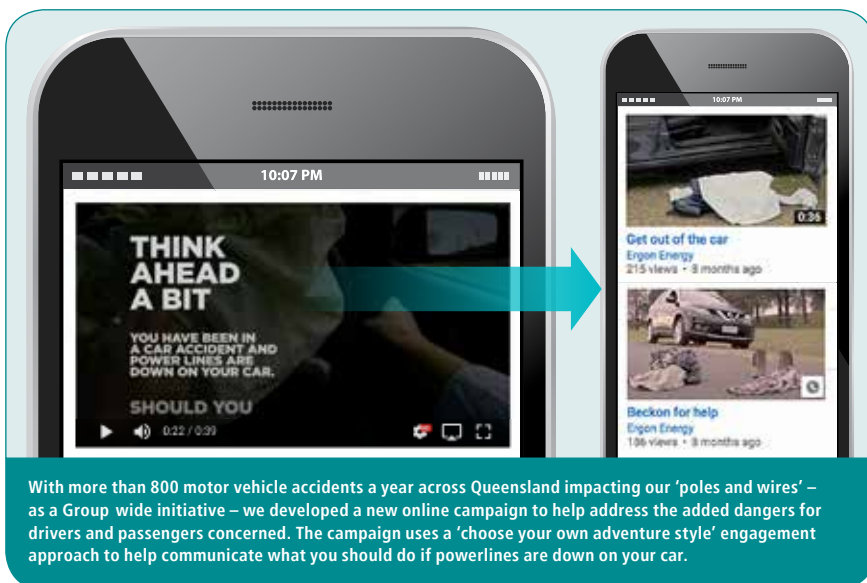 10:07 PM
THINK
AHEAD
A BIT
YOU HAVE BEEN IN
A CAR ACCIDENT AND
POWER LINES ARE
DOWN ON YOUR CAR.
SHOULD YOU
0:22 / 0:39
10:07 PM
0:36
Get out of the car
Ergon Energy
215 views • 8 months ago
Beckon for help
Ergon Energy
186 views • 8 months ago
With more than 800 motor vehicle accidents a year across Queensland impacting our ‘poles and wires’ –
as a Group wide initiative – we developed a new online campaign to help address the added dangers for
drivers and passengers concerned. The campaign uses a ‘choose your own adventure style’ engagement
approach to help communicate what you should do if powerlines are down on your car.